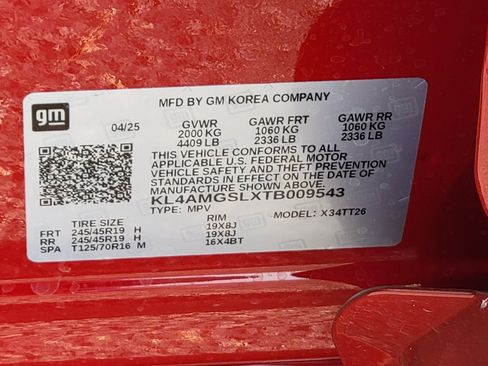 MFD BY GM KOREA COMPANY
gm
04/25 GVWR GAWR FRT GAWR RR
2000 KG 1060 KG 1060 KG
4409 LB 2336 LB 2336 LB
THIS VEHICLE CONFORMS TO ALL
APPLICABLE U.S. FEDERAL MOTOR
VEHICLE SAFETY AND THEFT PREVENTION
STANDARDS IN EFFECT ON THE DATE OF
MANUFACTURE SHOWN ABOVE.
KL4AMGSLXTB009543
TYPE: MPV MODEL: X34TT26
TIRE SIZE RIM
FRT 245/45R19 H 19X8J
RR 245/45R19 H 19X8J
SPA T125/70R16 M 16X4BT